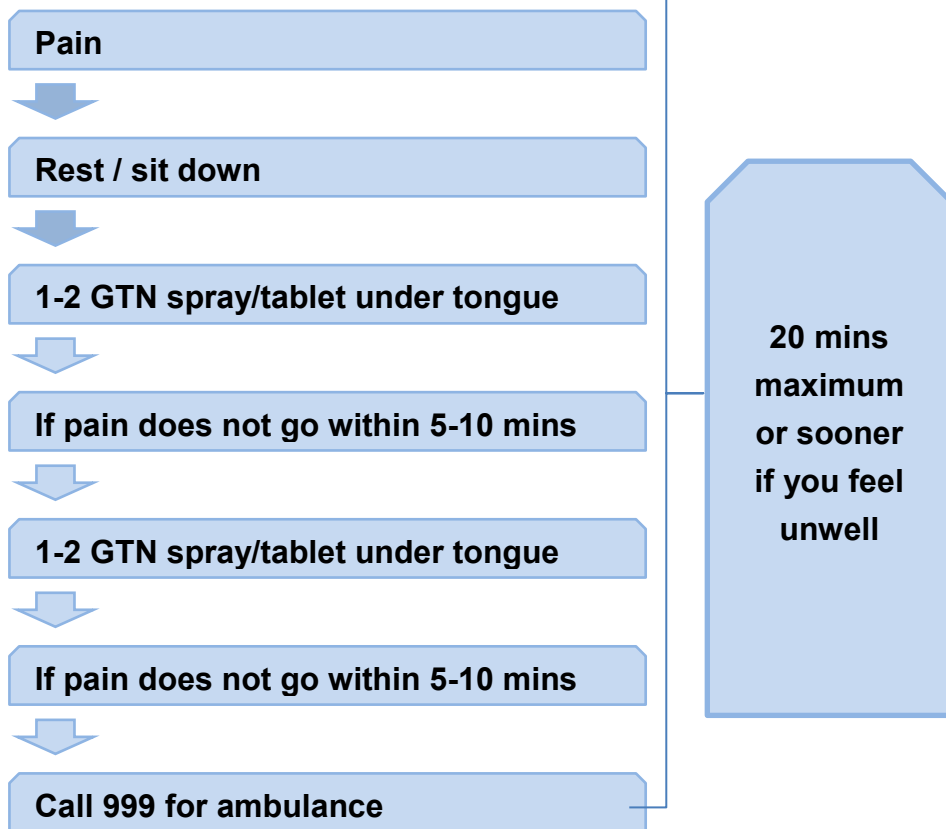 Pain
Rest / sit down
1-2 GTN spray/tablet under tongue
If pain does not go within 5-10 mins
1-2 GTN spray/tablet under tongue
If pain does not go within 5-10 mins
Call 999 for ambulance
20 mins
maximum
or sooner
if you feel
unwell